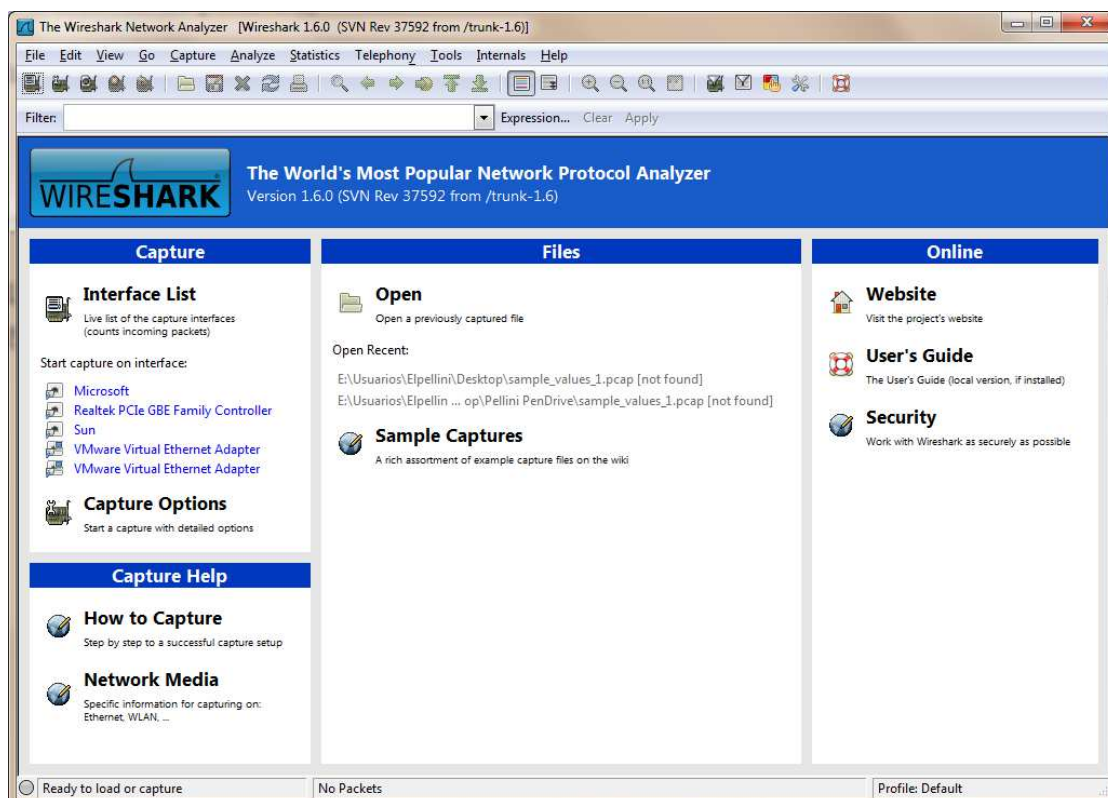 The Wireshark Network Analyzer [Wireshark 1.6.0 (SVN Rev 37592 from /trunk-1.6)]
File Edit View Go Capture Analyze Statistics Telephony Tools Internals Help
Filter: Expression... Clear Apply
WIRESHARK
The World's Most Popular Network Protocol Analyzer
Version 1.6.0 (SVN Rev 37592 from /trunk-1.6)
Capture
Interface List
Live list of the capture interfaces
(counts incoming packets)
Start capture on interface:
Microsoft
Realtek PCIe GBE Family Controller
Sun
VMware Virtual Ethernet Adapter
VMware Virtual Ethernet Adapter
Capture Options
Start a capture with detailed options
Capture Help
How to Capture
Step by step to a successful capture setup
Network Media
Specific information for capturing on:
Ethernet, WLAN, ...
Files
Open
Open a previously captured file
Open Recent:
E:\Usuarios\Elpellini\Desktop\sample_values_1.pcap [not found]
E:\Usuarios\Elpellin ... op\Pellini PenDrive\sample_values_1.pcap [not found]
Sample Captures
A rich assortment of example capture files on the wiki
Online
Website
Visit the project's website
User's Guide
The User's Guide (local version, if installed)
Security
Work with Wireshark as securely as possible
Ready to load or capture
No Packets
Profile: Default